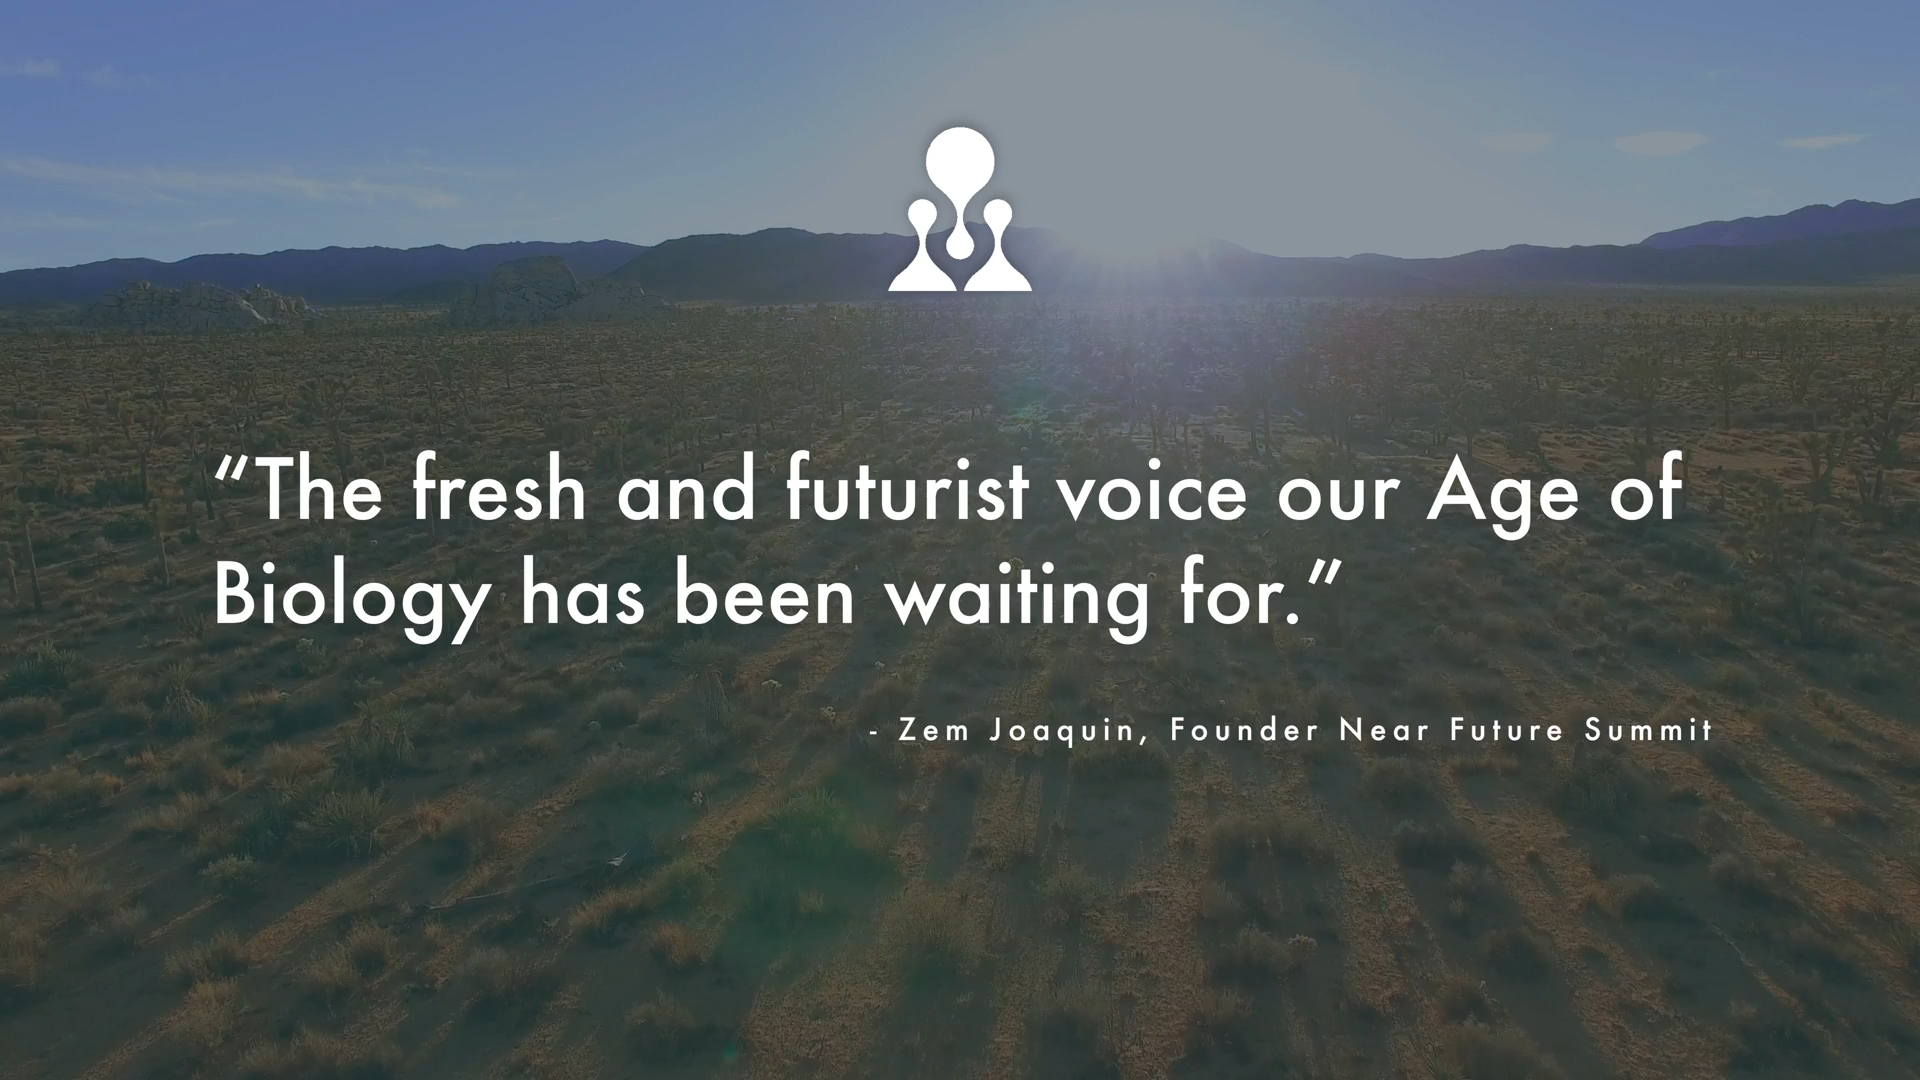 “The fresh and futurist voice our Age of
Biology has been waiting for.”
- Zem Joaquin, Founder Near Future Summit